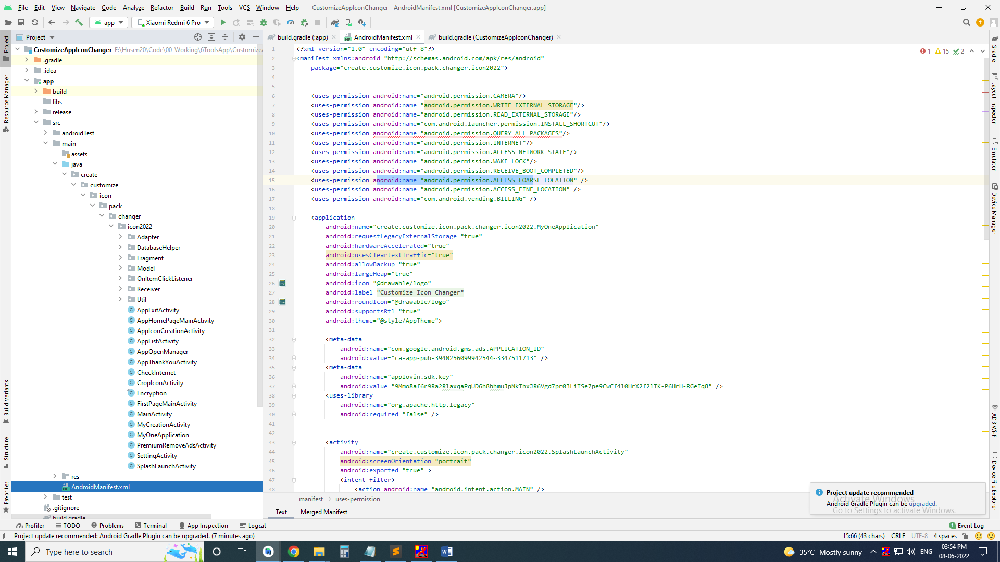 File Edit View Navigate Code Analyze Refactor Build Run Tools VCS Window Help CustomizeAppIconChanger - AndroidManifest.xml [CustomizeAppIconChanger.app]
app Xiaomi Redmi 6 Pro
Project
build.gradle (:app) AndroidManifest.xml build.gradle (CustomizeAppIconChanger)
CustomizeAppIconChanger F:\Husen20\Code\00_Working\6ToolsApp\Customize
.gradle
.idea
app
build
libs
release
src
androidTest
main
assets
java
create
customize
icon
pack
changer
icon2022
Adapter
DatabaseHelper
Fragment
Model
OnItemClickListener
Receiver
Util
AppExitActivity
AppHomePageMainActivity
AppIconCreationActivity
AppListActivity
AppOpenManager
AppThankYouActivity
CheckInternet
CropIconActivity
Encryption
FirstPageMainActivity
MainActivity
MyCreationActivity
MyOneApplication
PremiumRemoveAdsActivity
SettingActivity
SplashLaunchActivity
res
AndroidManifest.xml
test
.gitignore
build.gradle
Project
Resource Manager
Build Variants
Structure
Favorites
1 <?xml version="1.0" encoding="utf-8"?>
2 <manifest xmlns:android="http://schemas.android.com/apk/res/android"
3 package="create.customize.icon.pack.changer.icon2022">
4
5
6 <uses-permission android:name="android.permission.CAMERA"/>
7 <uses-permission android:name="android.permission.WRITE_EXTERNAL_STORAGE"/>
8 <uses-permission android:name="android.permission.READ_EXTERNAL_STORAGE"/>
9 <uses-permission android:name="com.android.launcher.permission.INSTALL_SHORTCUT"/>
10 <uses-permission android:name="android.permission.QUERY_ALL_PACKAGES"/>
11 <uses-permission android:name="android.permission.INTERNET"/>
12 <uses-permission android:name="android.permission.ACCESS_NETWORK_STATE"/>
13 <uses-permission android:name="android.permission.WAKE_LOCK"/>
14 <uses-permission android:name="android.permission.RECEIVE_BOOT_COMPLETED"/>
15 <uses-permission android:name="android.permission.ACCESS_COARSE_LOCATION" />
16 <uses-permission android:name="android.permission.ACCESS_FINE_LOCATION" />
17 <uses-permission android:name="com.android.vending.BILLING" />
18
19 <application
20 android:name="create.customize.icon.pack.changer.icon2022.MyOneApplication"
21 android:requestLegacyExternalStorage="true"
22 android:hardwareAccelerated="true"
23 android:usesCleartextTraffic="true"
24 android:allowBackup="true"
25 android:largeHeap="true"
26 android:icon="@drawable/logo"
27 android:label="Customize Icon Changer"
28 android:roundIcon="@drawable/logo"
29 android:supportsRtl="true"
30 android:theme="@style/AppTheme">
31
32 <meta-data
33 android:name="com.google.android.gms.ads.APPLICATION_ID"
34 android:value="ca-app-pub-3940256099942544~3347511713" />
35 <meta-data
36 android:name="applovin.sdk.key"
37 android:value="9Mmo8af6r9Ra2RlaxqaPqUD6h8bhmuJpNkThxJR6Vgd7pr03LiTSe7pe9CwCf4l0HrX2f2lTK-P6HrH-RGeIq8" />
38 <uses-library
39 android:name="org.apache.http.legacy"
40 android:required="false" />
41
42
43 <activity
44 android:name="create.customize.icon.pack.changer.icon2022.SplashLaunchActivity"
45 android:screenOrientation="portrait"
46 android:exported="true" >
47 <intent-filter>
48 <action android:name="android.intent.action.MAIN" />
1 15 2
Gradle
Layout Inspector
Emulator
Device Manager
ADB Wi-Fi
Device File Explorer
manifest uses-permission
Text Merged Manifest
Project update recommended
Android Gradle Plugin can be upgraded.
Activate Windows
Go to Settings to activate Windows.
Profiler TODO Problems Terminal App Inspection Logcat 1 Event Log
Project update recommended: Android Gradle Plugin can be upgraded. (7 minutes ago) 15:66 (43 chars) CRLF UTF-8 4 spaces
Type here to search 35°C Mostly sunny ENG 03:54 PM
08-06-2022